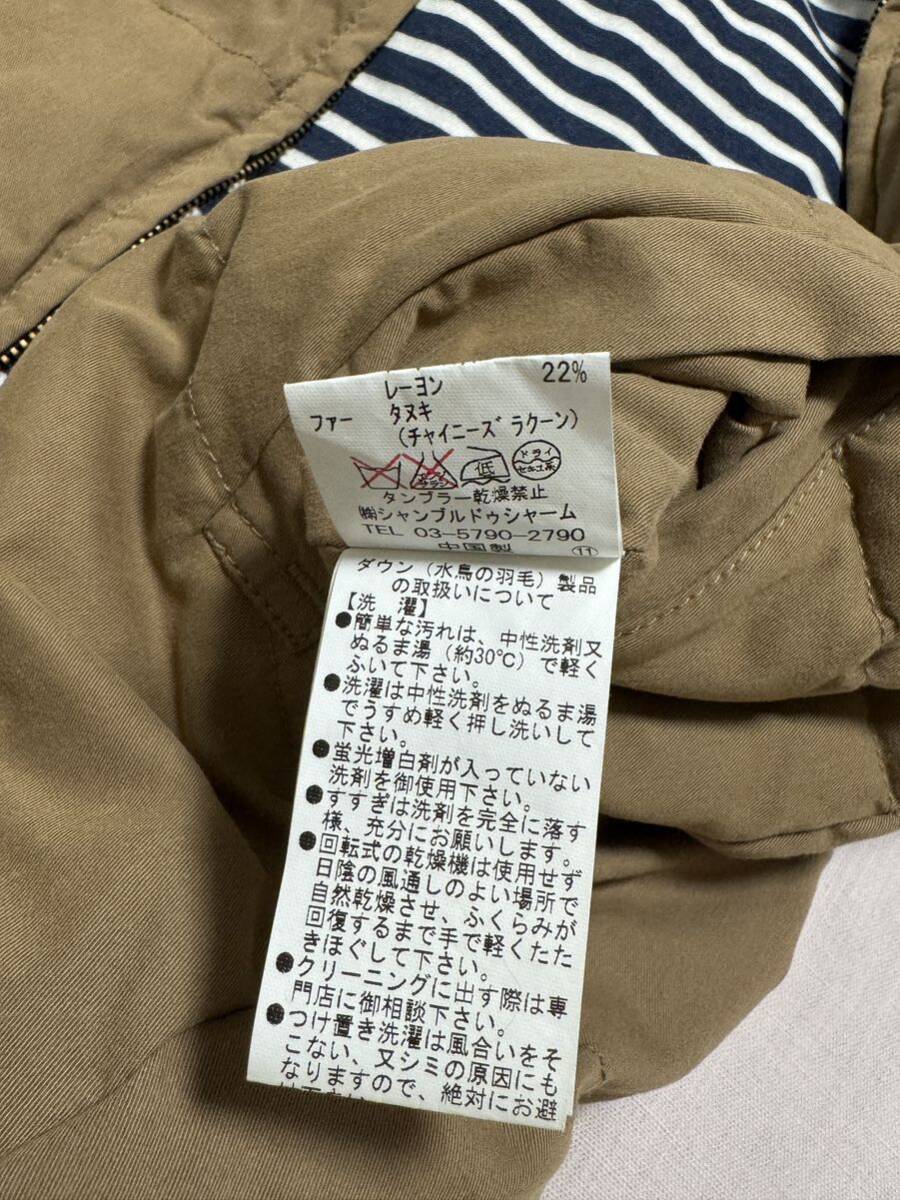 レーヨン 22%
ファー タヌキ
(チャイニーズラクーン)
低 ドライ セキユ系
タンブラー乾燥禁止
㈱シャンブルドゥシャーム
TEL 03-5790-2790
中国製 ⑪
ダウン(水鳥の羽毛)製品
の取扱いについて
【洗 濯】
●簡単な汚れは、中性洗剤又
ぬるま湯(約30℃)で軽く
ふいて下さい。
●洗濯は中性洗剤をぬるま湯
でうすめ軽く押し洗いして
下さい。
●蛍光増白剤が入っていない
洗剤を御使用下さい。
●すすぎは洗剤を完全に落す
様、充分にお願いします。
●回転式の乾燥機は使用せず
日陰の風通しのよい場所で
自然乾燥させ、ふくらみが
回復するまで手で軽くたた
きほぐして下さい。
●クリーニングに出す際は専
門店に御相談下さい。
●つけ置き洗濯は風合いをそ
こない、又シミの原因にも
なりますので、絶対にお避